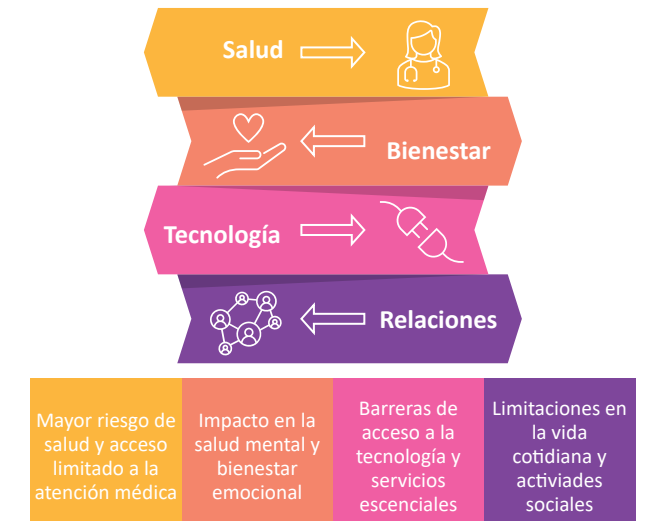 Salud
Bienestar
Tecnología
Relaciones
Mayor riesgo de
salud y acceso
limitado a la
atención médica
Impacto en la
salud mental y
bienestar
emocional
Barreras de
acceso a la
tecnología y
servicios
escenciales
Limitaciones en
la vida
cotidiana y
activiades
sociales